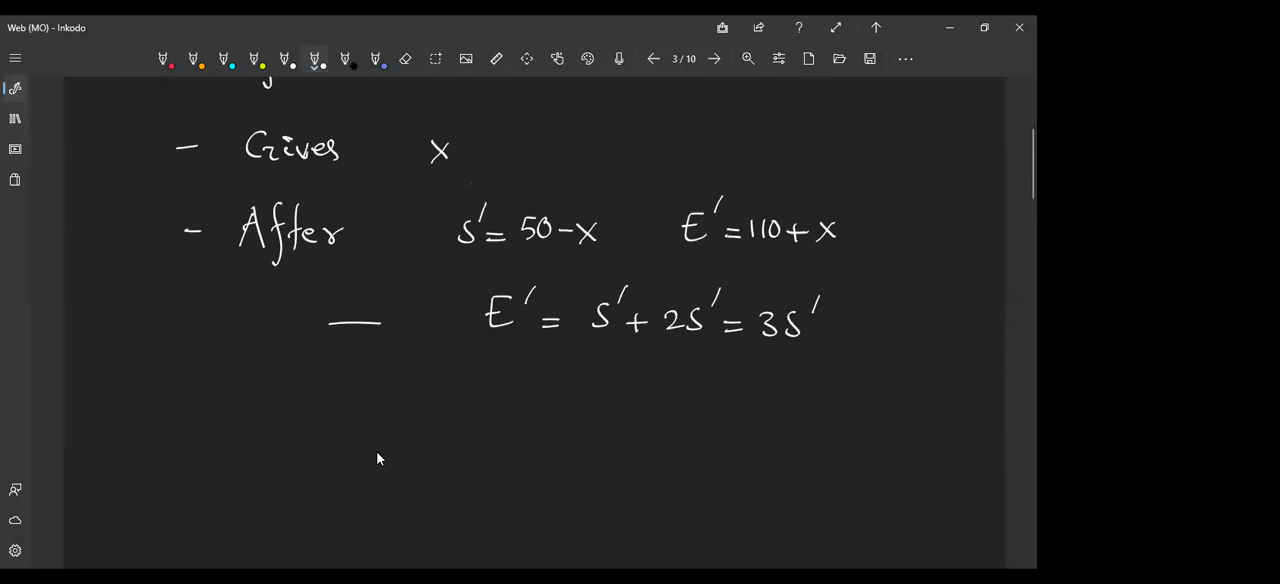 Web (MO) - Inkodo
3 / 10
- Gives x
- After S' = 50 - x E' = 110 + x
— E' = S' + 2S' = 3S'